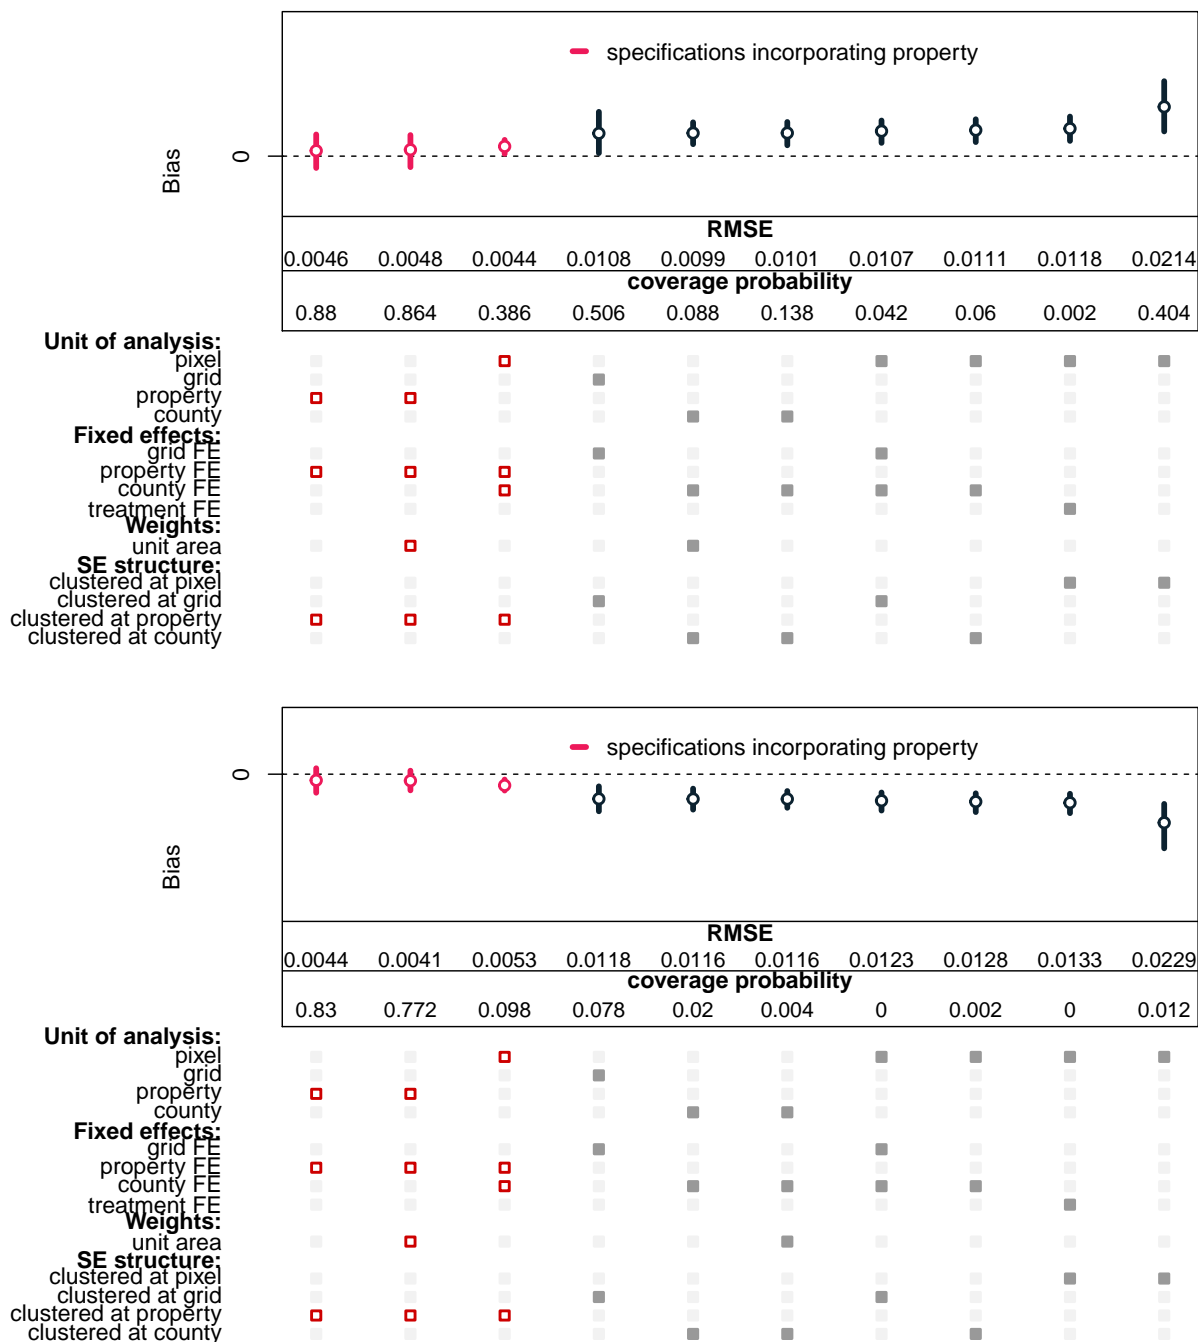 specifications incorporating property
0
Bias
RMSE
0.0046 0.0048 0.0044 0.0108 0.0099 0.0101 0.0107 0.0111 0.0118 0.0214
coverage probability
0.88 0.864 0.386 0.506 0.088 0.138 0.042 0.06 0.002 0.404
Unit of analysis:
pixel
grid
property
county
Fixed effects:
grid FE
property FE
county FE
treatment FE
Weights:
unit area
SE structure:
clustered at pixel
clustered at grid
clustered at property
clustered at county
specifications incorporating property
0
Bias
RMSE
0.0044 0.0041 0.0053 0.0118 0.0116 0.0116 0.0123 0.0128 0.0133 0.0229
coverage probability
0.83 0.772 0.098 0.078 0.02 0.004 0 0.002 0 0.012
Unit of analysis:
pixel
grid
property
county
Fixed effects:
grid FE
property FE
county FE
treatment FE
Weights:
unit area
SE structure:
clustered at pixel
clustered at grid
clustered at property
clustered at county